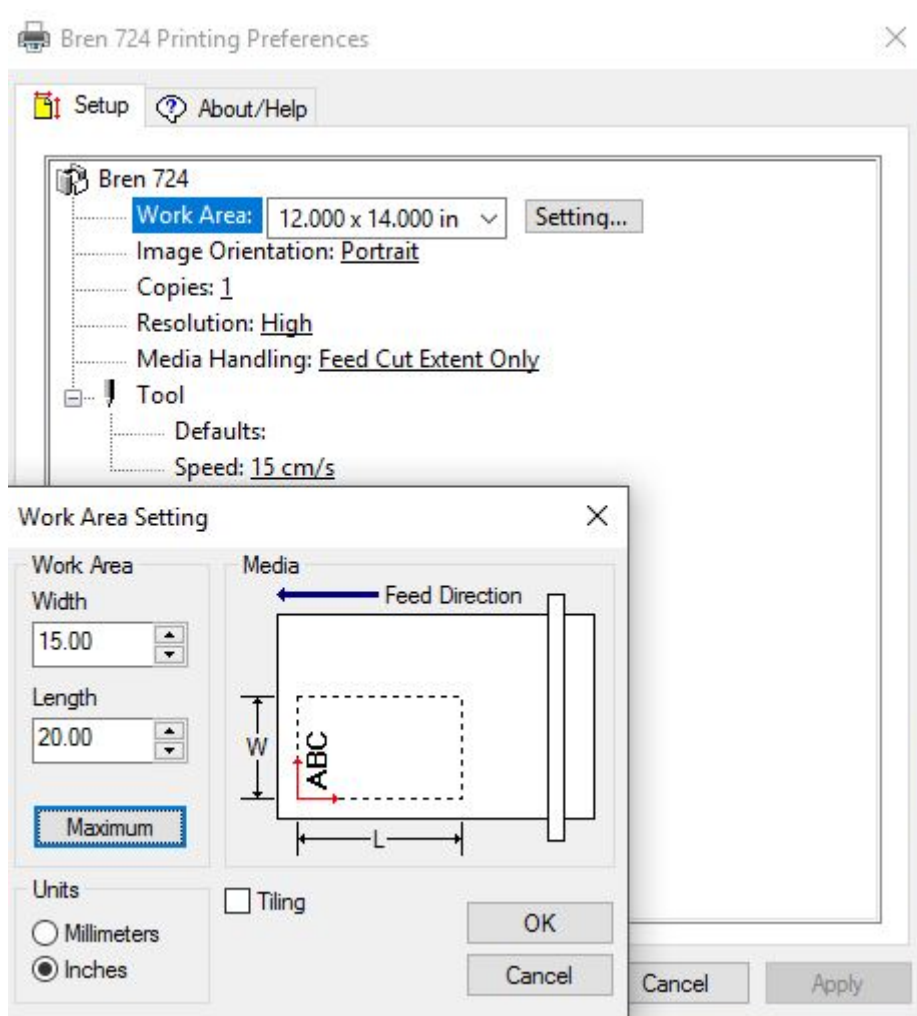 Bren 724 Printing Preferences
Setup
About/Help
Bren 724
Work Area: 12.000 x 14.000 in Setting...
Image Orientation: Portrait
Copies: 1
Resolution: High
Media Handling: Feed Cut Extent Only
Tool
Defaults:
Speed: 15 cm/s
Work Area Setting
Work Area
Width
15.00
Length
20.00
Maximum
Media
Feed Direction
W
ABC
L
Units
Millimeters
Inches
Tiling
OK
Cancel
Cancel
Apply